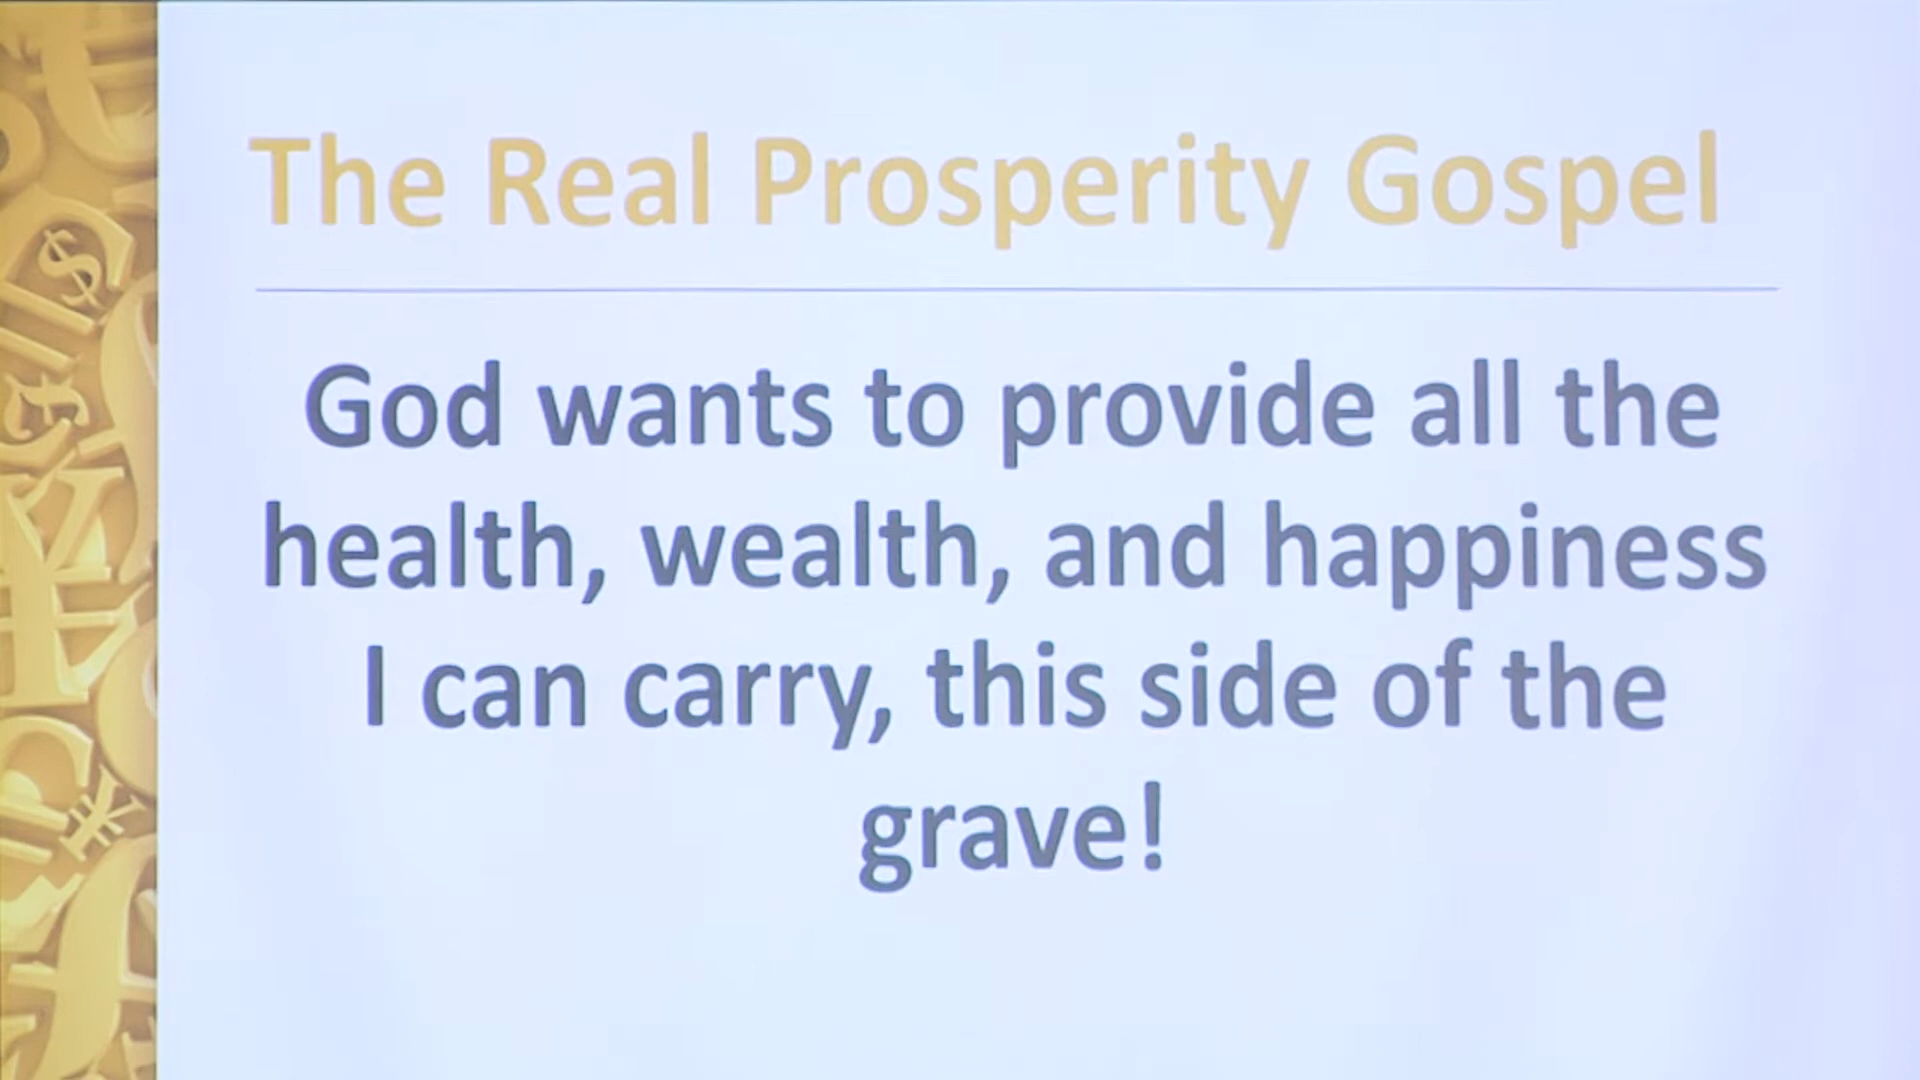 The Real Prosperity Gospel
God wants to provide all the
health, wealth, and happiness
I can carry, this side of the
grave!